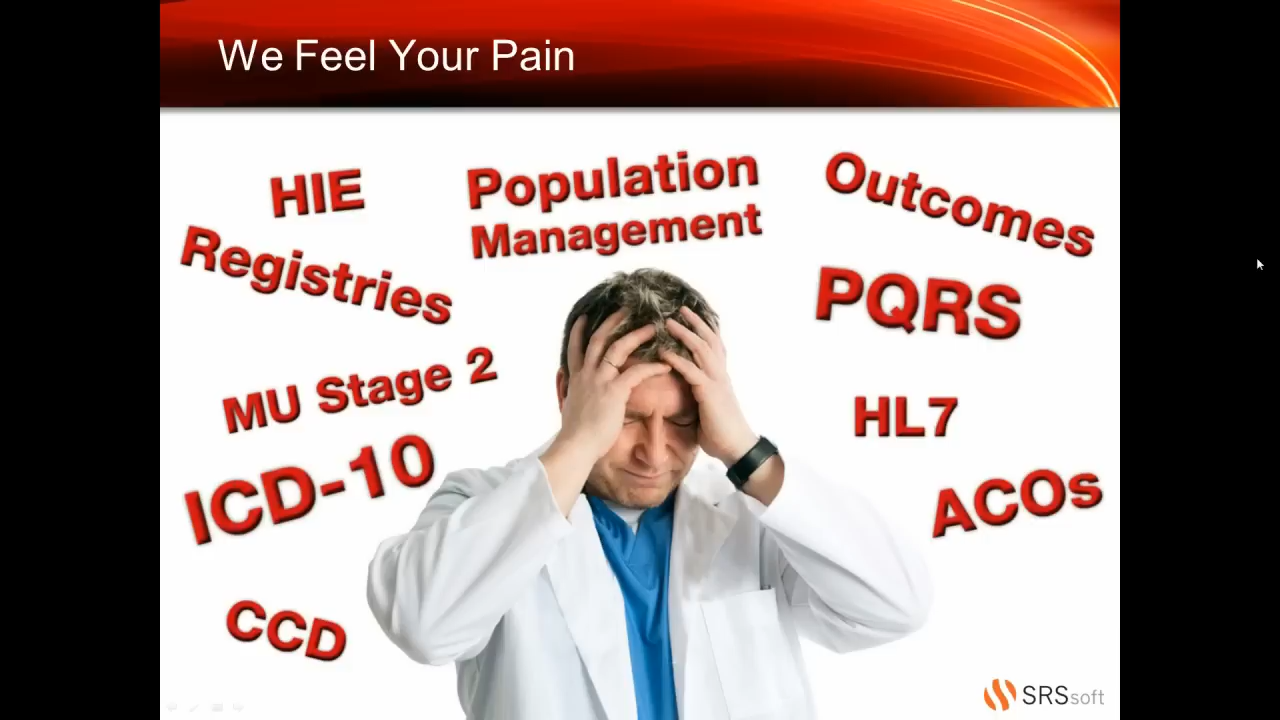 We Feel Your Pain
HIE
Population
Management
Outcomes
Registries
PQRS
MU Stage 2
HL7
ICD-10
ACOs
CCD
SRSsoft